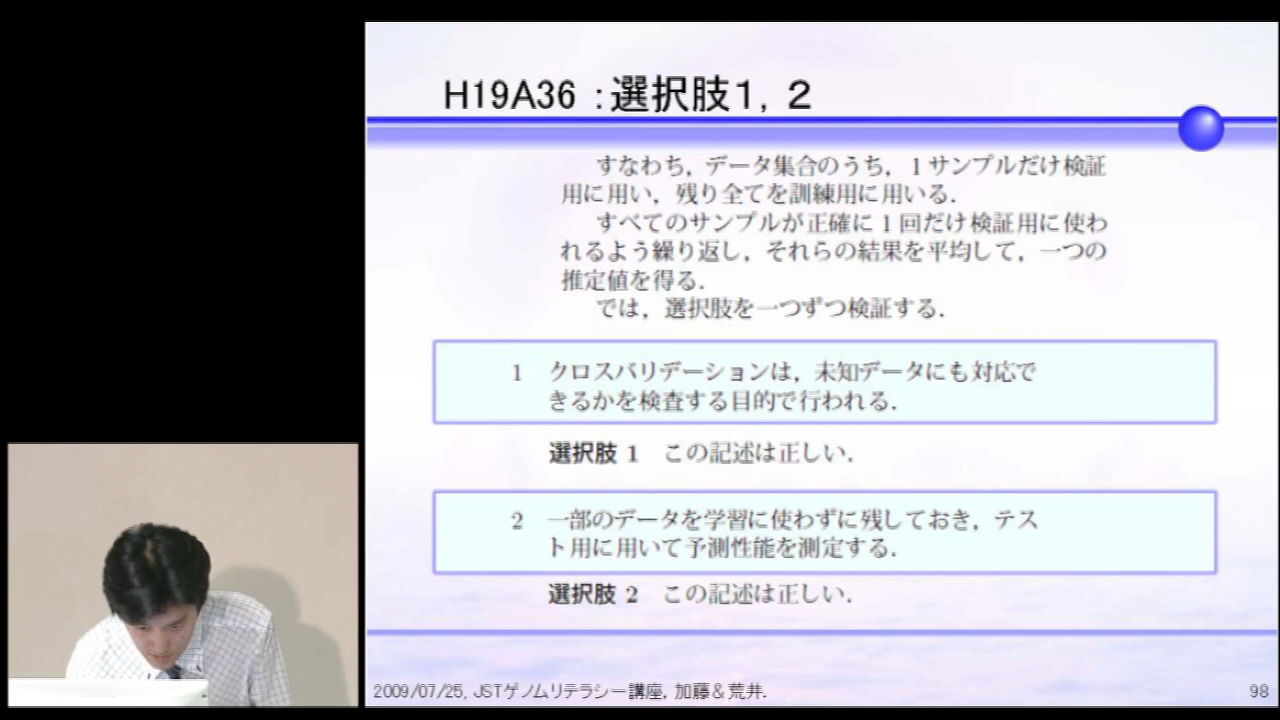 H19A36 :選択肢1, 2
すなわち，データ集合のうち，1 サンプルだけ検証
用に用い，残り全てを訓練用に用いる．
すべてのサンプルが正確に 1 回だけ検証用に使わ
れるよう繰り返し，それらの結果を平均して，一つの
推定値を得る．
では，選択肢を一つずつ検証する．
1 クロスバリデーションは，未知データにも対応で
きるかを検査する目的で行われる．
選択肢 1 この記述は正しい．
2 一部のデータを学習に使わずに残しておき，テス
ト用に用いて予測性能を測定する．
選択肢 2 この記述は正しい．
2009/07/25, JSTゲノムリテラシー講座, 加藤＆荒井.
98